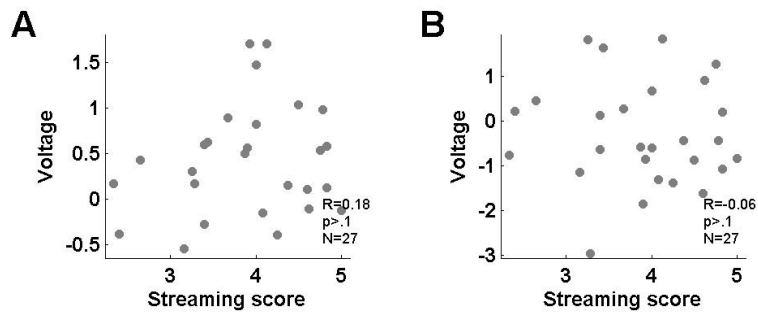 A
1.5
1
0.5
0
-0.5
Voltage
3
4
5
Streaming score
R=0.18
p>.1
N=27
B
1
0
-1
-2
-3
Voltage
3
4
5
Streaming score
R=-0.06
p>.1
N=27